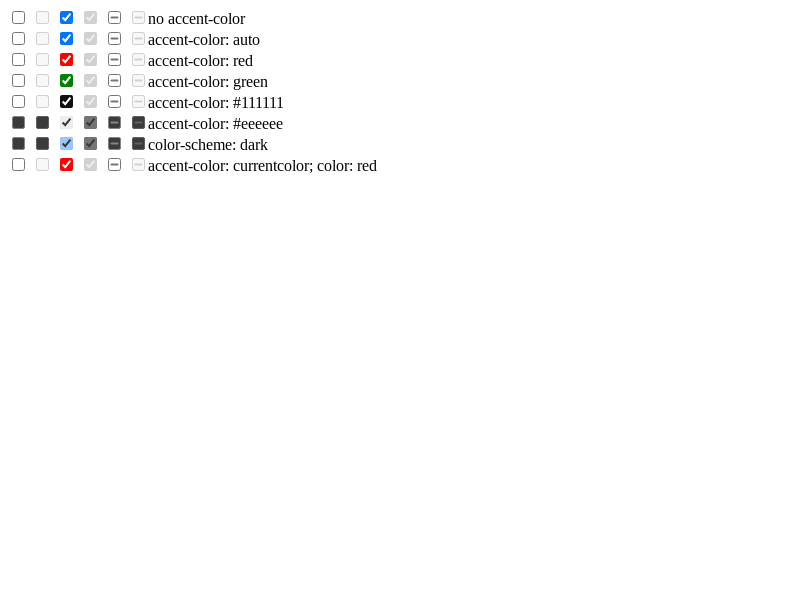 no accent-color
accent-color: auto
accent-color: red
accent-color: green
accent-color: #111111
accent-color: #eeeeee
color-scheme: dark
accent-color: currentcolor; color: red